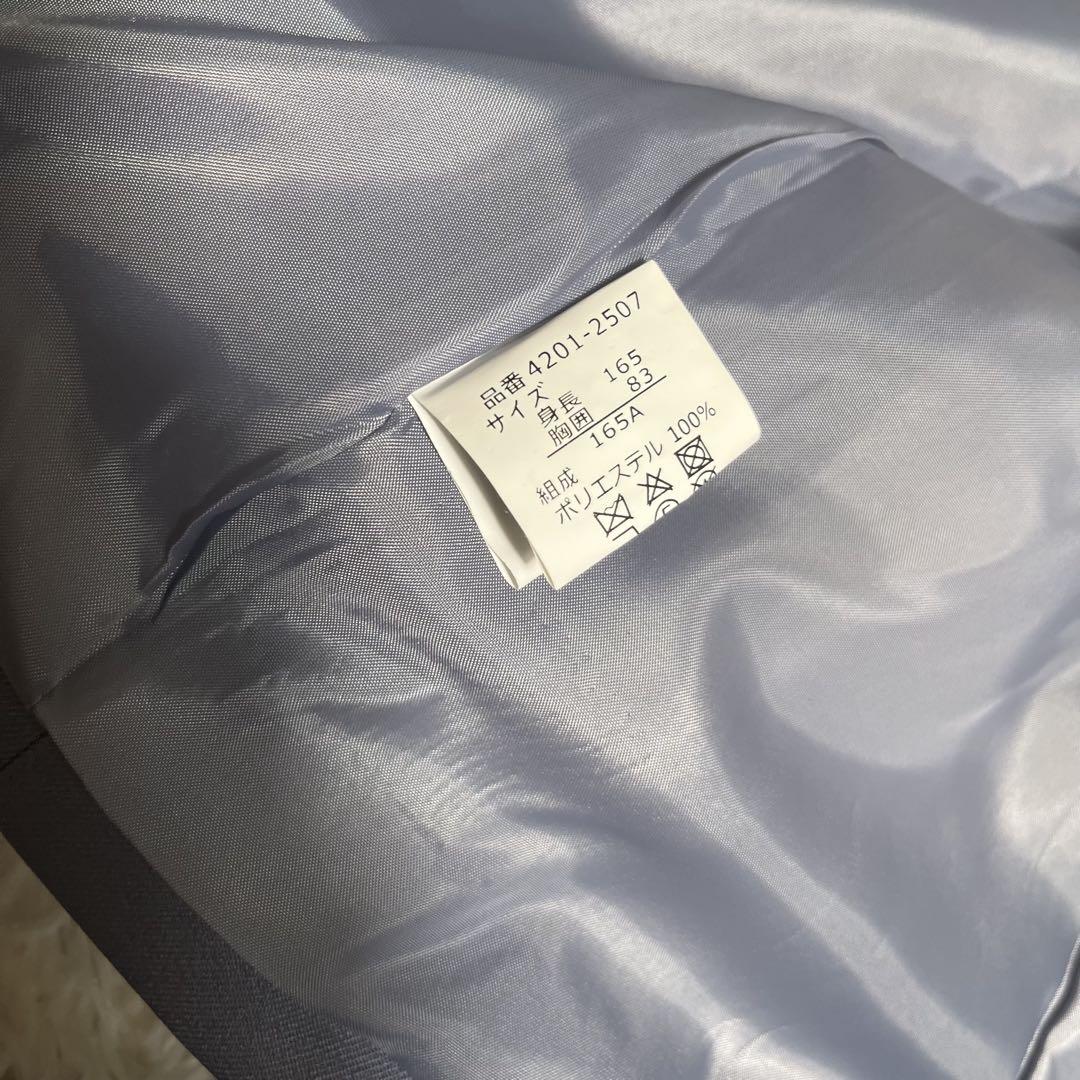 品番 4201-2507
サイズ
身長 165
胸囲 83
165A
組成
ポリエステル 100%